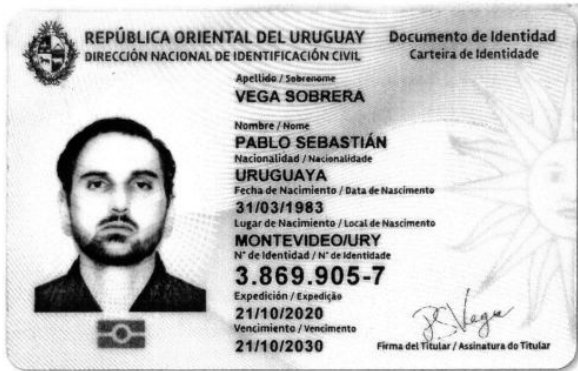 REPÚBLICA ORIENTAL DEL URUGUAY
DIRECCIÓN NACIONAL DE IDENTIFICACIÓN CIVIL
Documento de Identidad
Carteira de Identidade
Apellido / Sobrenome
VEGA SOBRERA
Nombre / Nome
PABLO SEBASTIÁN
Nacionalidad / Nacionalidade
URUGUAYA
Fecha de Nacimiento / Data de Nascimento
31/03/1983
Lugar de Nacimiento / Local de Nascimento
MONTEVIDEO/URY
N° de Identidad / N° de Identidade
3.869.905-7
Expedición / Expedição
21/10/2020
Vencimiento / Vencimento
21/10/2030
PS Vega
Firma del Titular / Assinatura do Titular